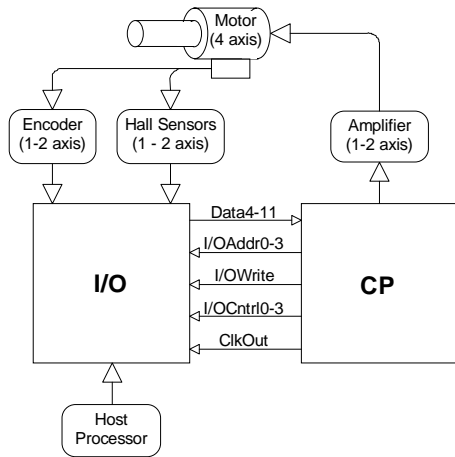 Motor
(4 axis)
Encoder
(1-2 axis)
Hall Sensors
(1 - 2 axis)
Amplifier
(1-2 axis)
Data4-11
I/OAddr0-3
I/OWrite
I/OCntrl0-3
ClkOut
I/O
CP
Host
Processor